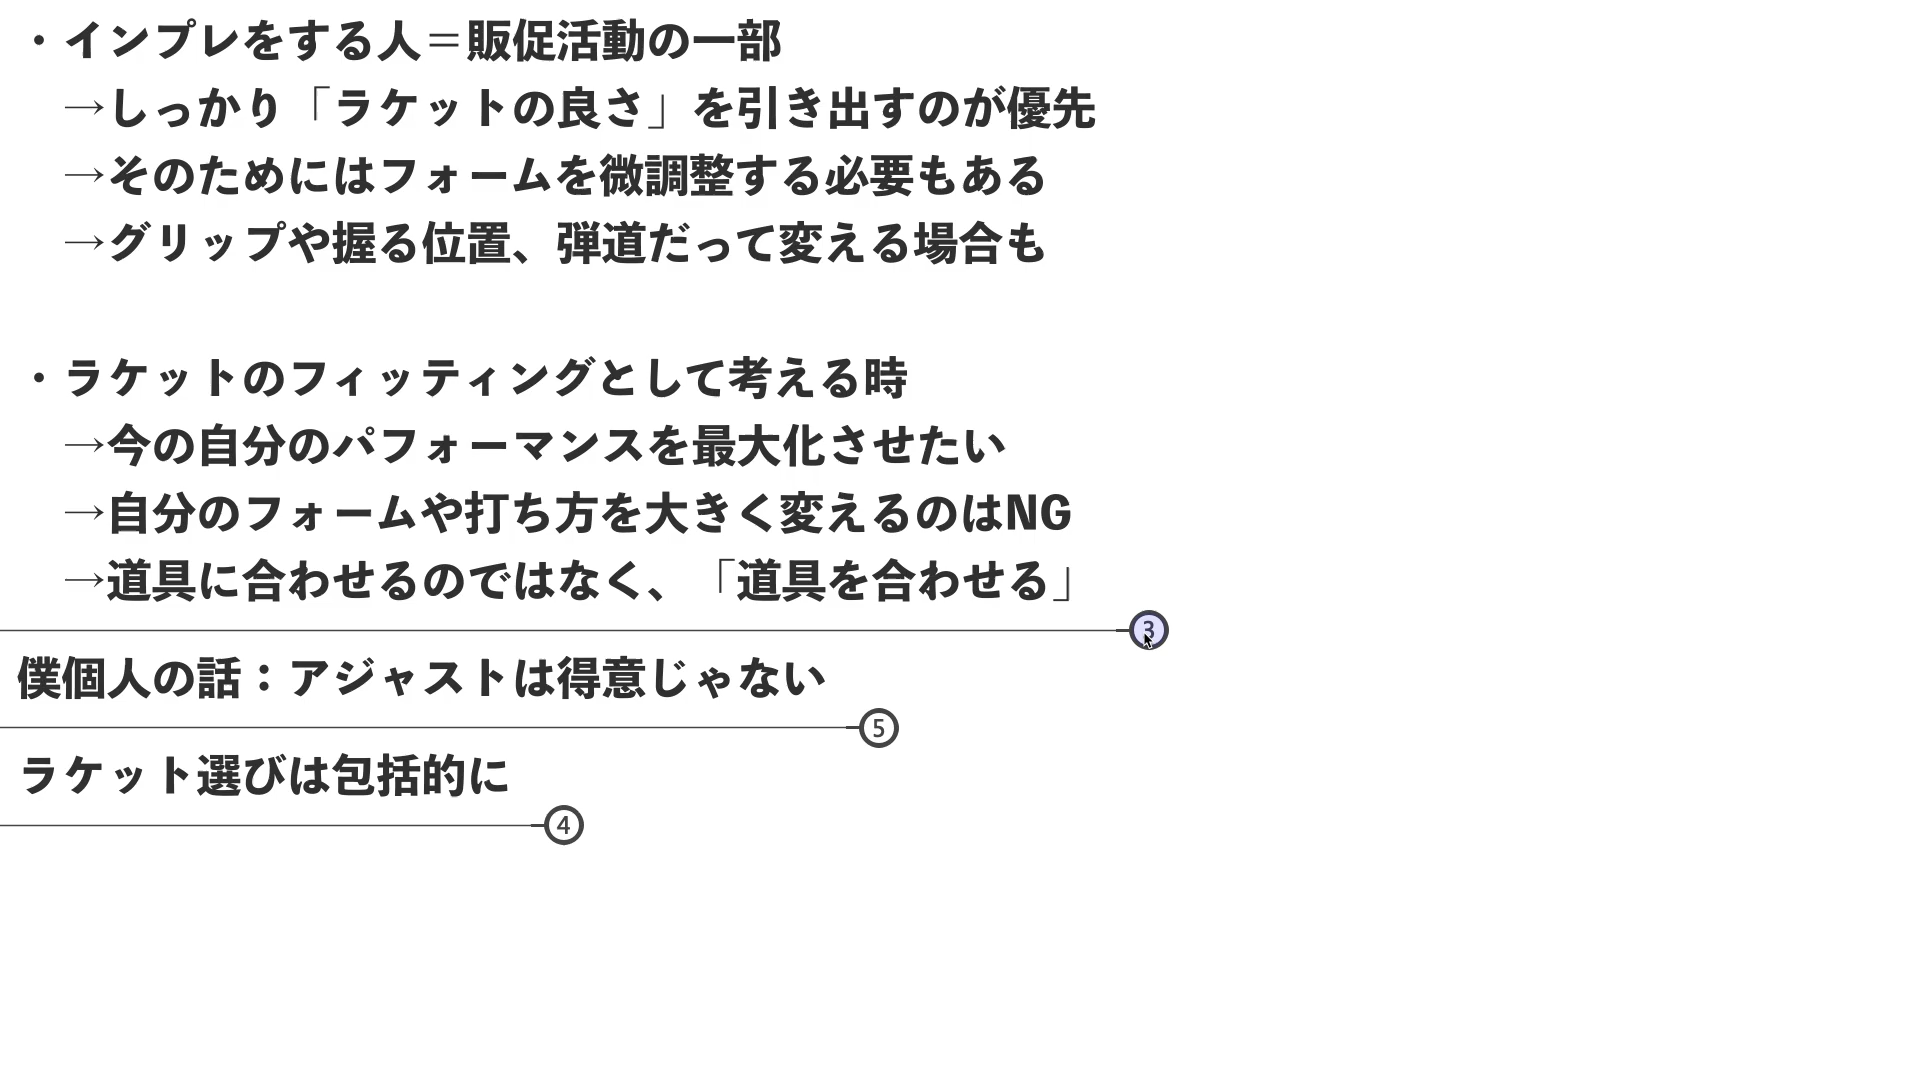 ・インプレをする人＝販促活動の一部
→しっかり「ラケットの良さ」を引き出すのが優先
→そのためにはフォームを微調整する必要もある
→グリップや握る位置、弾道だって変える場合も
・ラケットのフィッティングとして考える時
→今の自分のパフォーマンスを最大化させたい
→自分のフォームや打ち方を大きく変えるのはNG
→道具に合わせるのではなく、「道具を合わせる」
3
僕個人の話：アジャストは得意じゃない
5
ラケット選びは包括的に
4